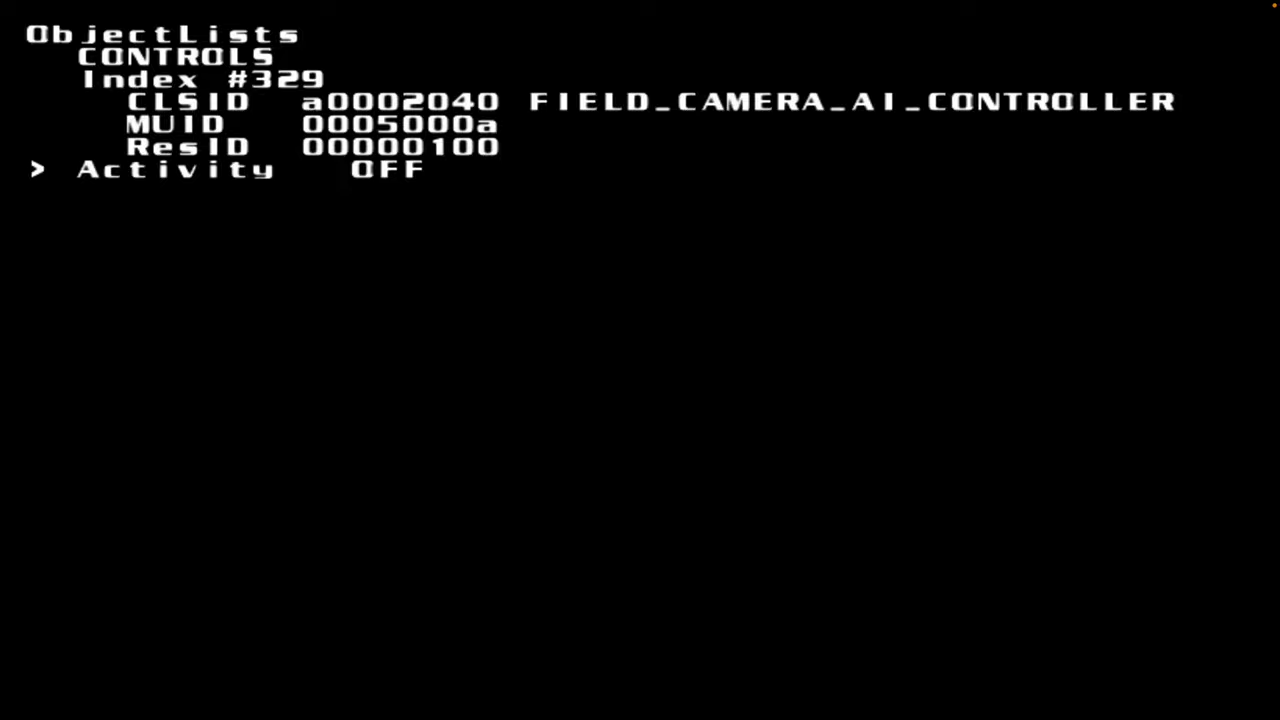 ObjectLists
CONTROLS
Index #329
CLSID a0002040 FIELD_CAMERA_AI_CONTROLLER
MUID 0005000a
ResID 00000100
> Activity OFF